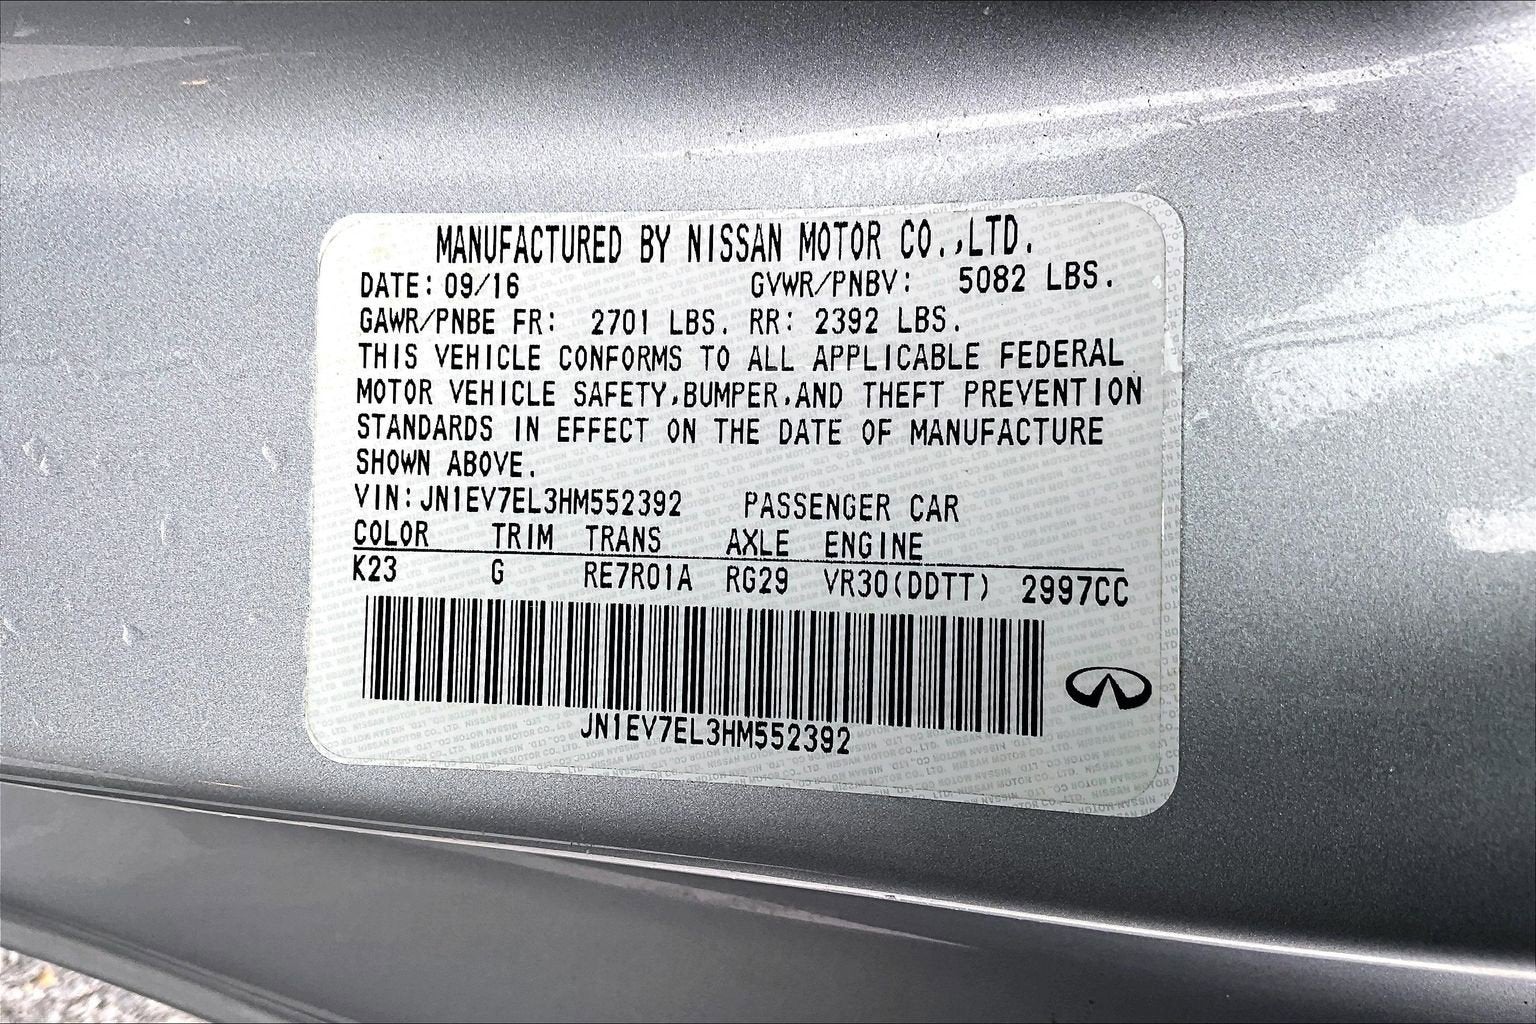 MANUFACTURED BY NISSAN MOTOR CO.,LTD.
DATE: 09/16 GVWR/PNBV: 5082 LBS.
GAWR/PNBE FR: 2701 LBS. RR: 2392 LBS.
THIS VEHICLE CONFORMS TO ALL APPLICABLE FEDERAL
MOTOR VEHICLE SAFETY,BUMPER,AND THEFT PREVENTION
STANDARDS IN EFFECT ON THE DATE OF MANUFACTURE
SHOWN ABOVE.
VIN: JN1EV7EL3HM552392 PASSENGER CAR
COLOR TRIM TRANS AXLE ENGINE
K23 G RE7R01A RG29 VR30(DDTT) 2997CC
JN1EV7EL3HM552392